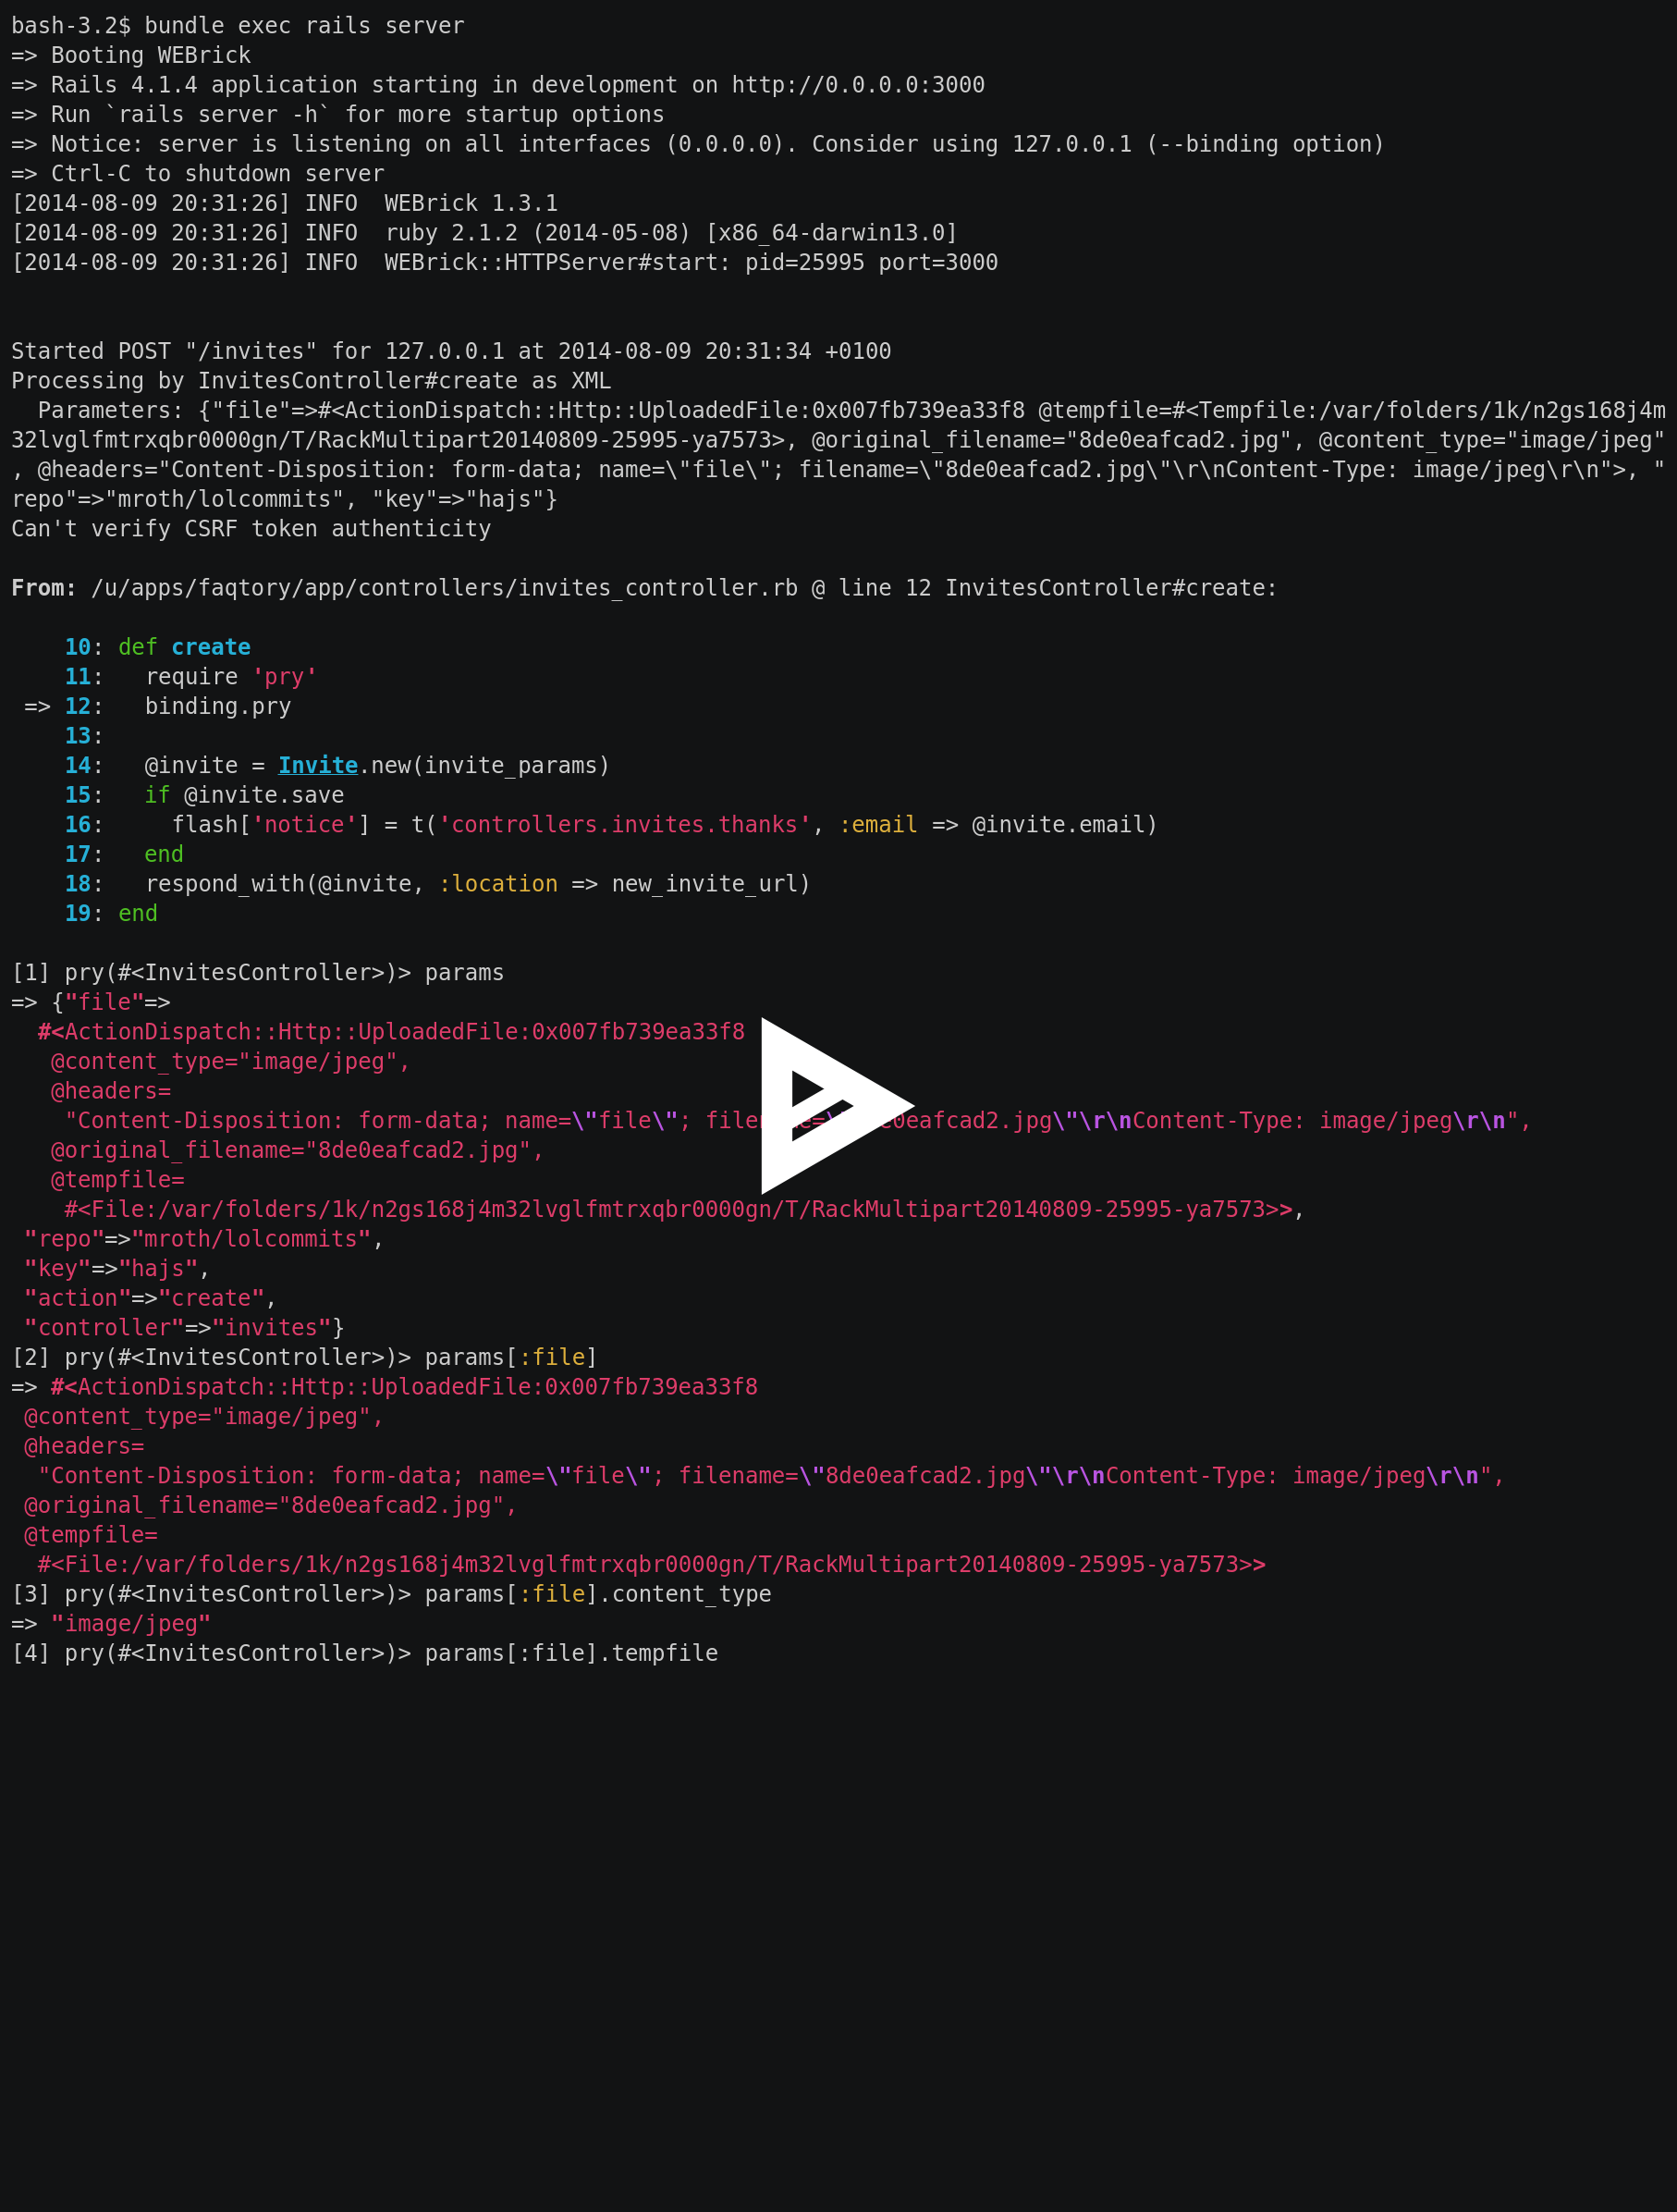 bash-3.2$ bundle exec rails server
=> Booting WEBrick
=> Rails 4.1.4 application starting in development on http://0.0.0.0:3000
=> Run `rails server -h` for more startup options
=> Notice: server is listening on all interfaces (0.0.0.0). Consider using 127.0.0.1 (--binding option)
=> Ctrl-C to shutdown server
[2014-08-09 20:31:26] INFO  WEBrick 1.3.1
[2014-08-09 20:31:26] INFO  ruby 2.1.2 (2014-05-08) [x86_64-darwin13.0]
[2014-08-09 20:31:26] INFO  WEBrick::HTTPServer#start: pid=25995 port=3000
Started POST "/invites" for 127.0.0.1 at 2014-08-09 20:31:34 +0100
Processing by InvitesController#create as XML
  Parameters: {"file"=>#<ActionDispatch::Http::UploadedFile:0x007fb739ea33f8 @tempfile=#<Tempfile:/var/folders/1k/n2gs168j4m
32lvglfmtrxqbr0000gn/T/RackMultipart20140809-25995-ya7573>, @original_filename="8de0eafcad2.jpg", @content_type="image/jpeg"
, @headers="Content-Disposition: form-data; name=\"file\"; filename=\"8de0eafcad2.jpg\"\r\nContent-Type: image/jpeg\r\n">, "
repo"=>"mroth/lolcommits", "key"=>"hajs"}
Can't verify CSRF token authenticity
From: /u/apps/faqtory/app/controllers/invites_controller.rb @ line 12 InvitesController#create:
    10: def create
    11:   require 'pry'
 => 12:   binding.pry
    13:
    14:   @invite = Invite.new(invite_params)
    15:   if @invite.save
    16:     flash['notice'] = t('controllers.invites.thanks', :email => @invite.email)
    17:   end
    18:   respond_with(@invite, :location => new_invite_url)
    19: end
[1] pry(#<InvitesController>)> params
=> {"file"=>
  #<ActionDispatch::Http::UploadedFile:0x007fb739ea33f8
   @content_type="image/jpeg",
   @headers=
    "Content-Disposition: form-data; name=\"file\"; e0eafcad2.jpg\"\r\nContent-Type: image/jpeg\r\n",
   @original_filename="8de0eafcad2.jpg",
   @tempfile=
    #<File:/var/folders/1k/n2gs168j4m32lvglfmtrxqbr0000gn/T/RackMultipart20140809-25995-ya7573>>,
 "repo"=>"mroth/lolcommits",
 "key"=>"hajs",
 "action"=>"create",
 "controller"=>"invites"}
[2] pry(#<InvitesController>)> params[:file]
=> #<ActionDispatch::Http::UploadedFile:0x007fb739ea33f8
 @content_type="image/jpeg",
 @headers=
  "Content-Disposition: form-data; name=\"file\"; filename=\"8de0eafcad2.jpg\"\r\nContent-Type: image/jpeg\r\n",
 @original_filename="8de0eafcad2.jpg",
 @tempfile=
  #<File:/var/folders/1k/n2gs168j4m32lvglfmtrxqbr0000gn/T/RackMultipart20140809-25995-ya7573>>
[3] pry(#<InvitesController>)> params[:file].content_type
=> "image/jpeg"
[4] pry(#<InvitesController>)> params[:file].tempfile